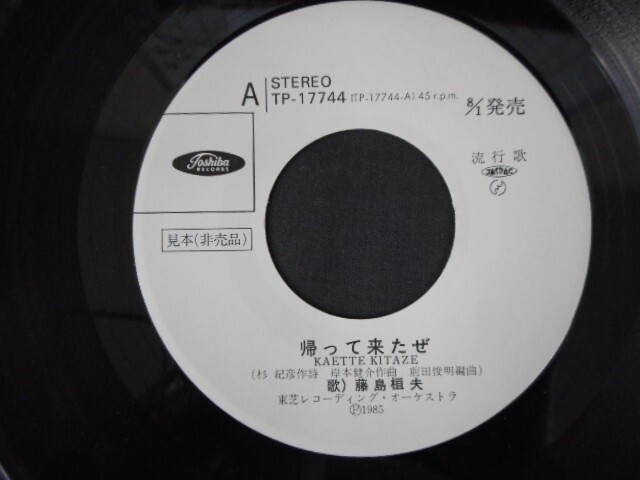 A
STEREO
TP-17744 (TP-17744-A) 45 r.p.m.
8/1発売
Toshiba
RECORDS
流行歌
JASRAC
見本(非売品)
帰って来たぜ
KAETTE KITAZE
(杉 紀彦作詩 岸本健介作曲 前田俊明編曲)
歌) 藤島桓夫
東芝レコーディング・オーケストラ
Ⓟ1985